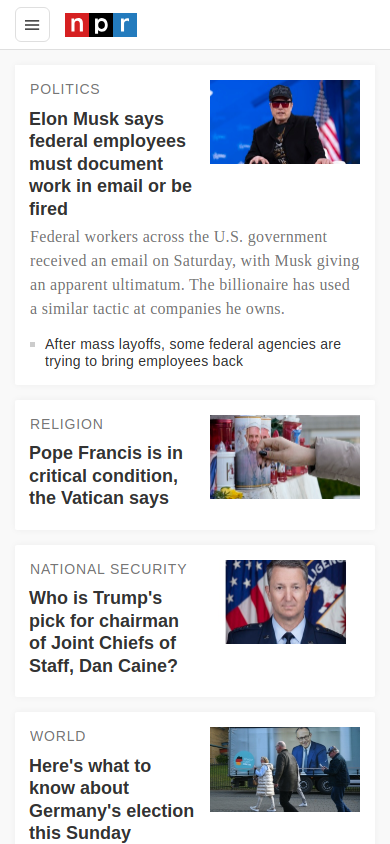 npr
POLITICS
Elon Musk says
federal employees
must document
work in email or be
fired
Federal workers across the U.S. government
received an email on Saturday, with Musk giving
an apparent ultimatum. The billionaire has used
a similar tactic at companies he owns.
After mass layoffs, some federal agencies are
trying to bring employees back
RELIGION
Pope Francis is in
critical condition,
the Vatican says
NATIONAL SECURITY
Who is Trump's
pick for chairman
of Joint Chiefs of
Staff, Dan Caine?
WORLD
Here's what to
know about
Germany's election
this Sunday